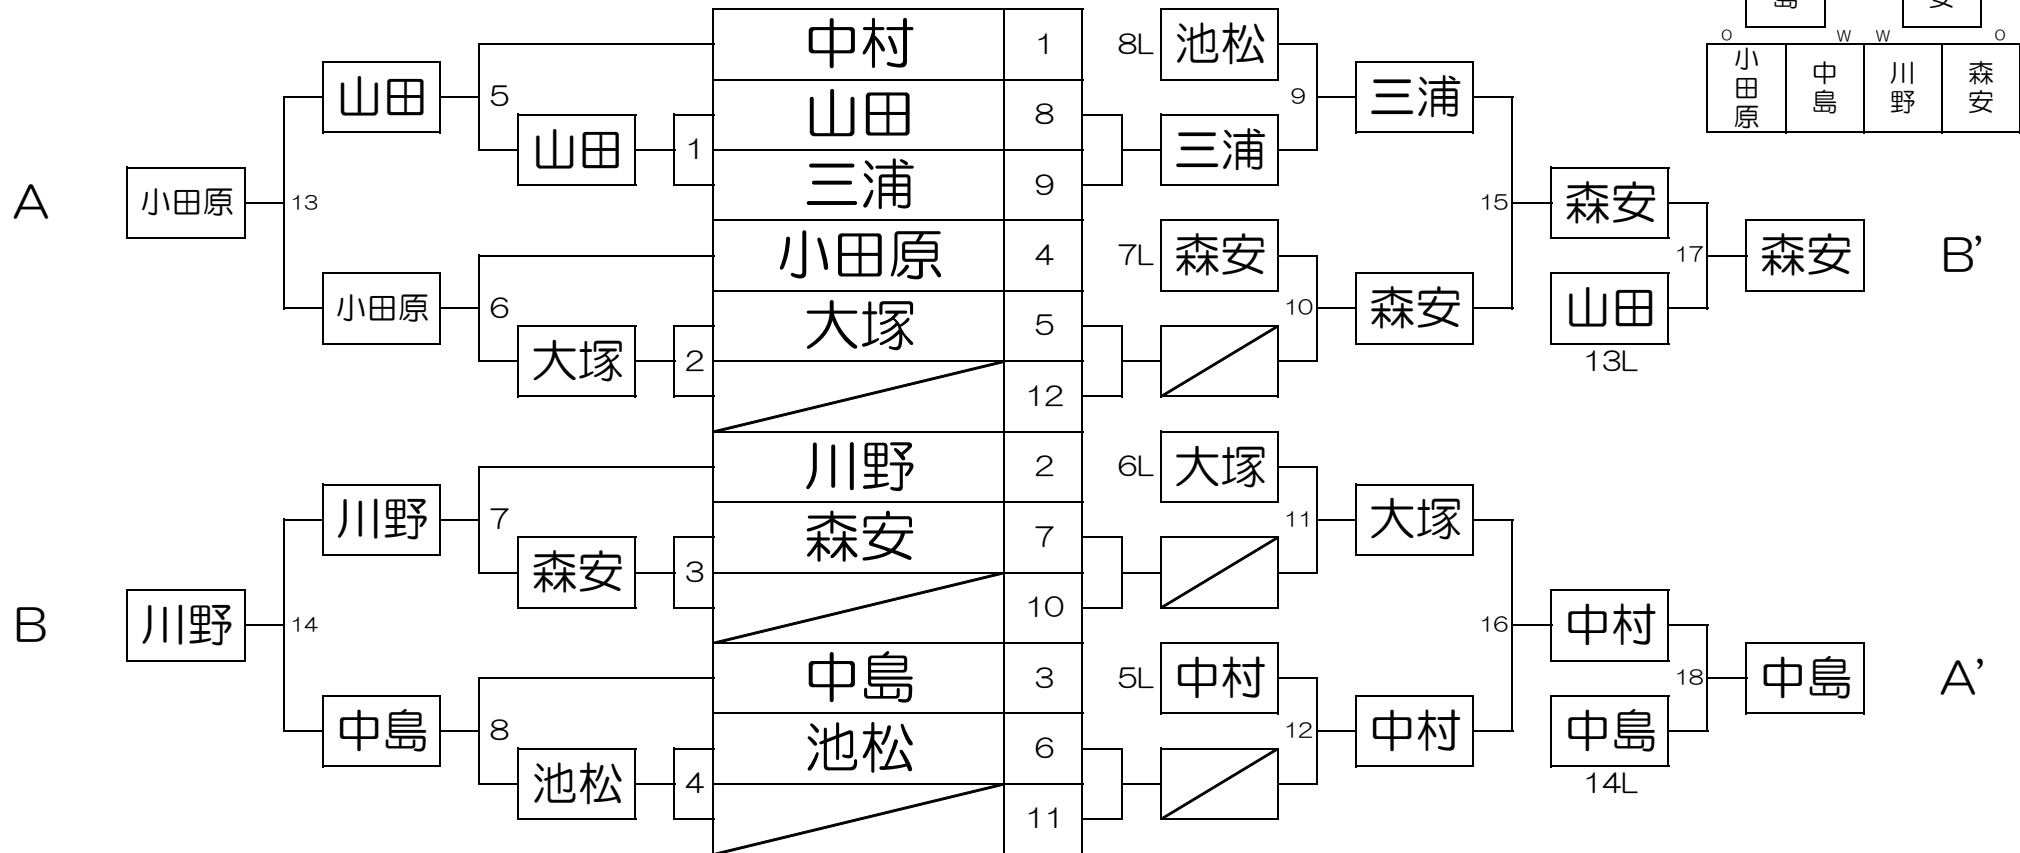 中村 1
山田 8
三浦 9
小田原 4
大塚 5
12
川野 2
森安 7
10
中島 3
池松 6
11
A
小田原
13
山田
5
山田
1
小田原
6
大塚
2
B
川野
14
川野
7
森安
3
中島
8
池松
4
8L 池松
9
三浦
三浦
7L 森安
10
森安
15
森安
17
山田
13L
森安
B’
6L 大塚
11
大塚
5L 中村
12
中村
16
中村
18
中島
14L
中島
A’
島 安
O W W O
小田原
中島
川野
森安